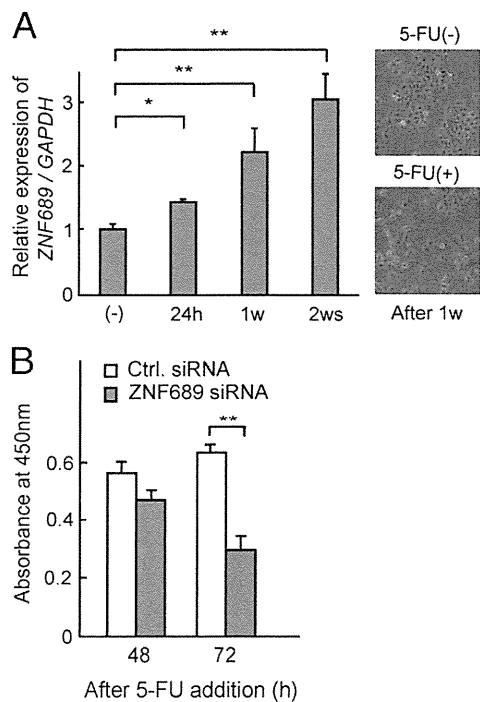 A
Relative expression of
ZNF689 / GAPDH
3
2
1
0
**
**
*
(-)
24h
1w
2ws
5-FU(-)
5-FU(+)
After 1w
B
Ctrl. siRNA
ZNF689 siRNA
Absorbance at 450nm
0.6
0.4
0.2
0
**
48
72
After 5-FU addition (h)